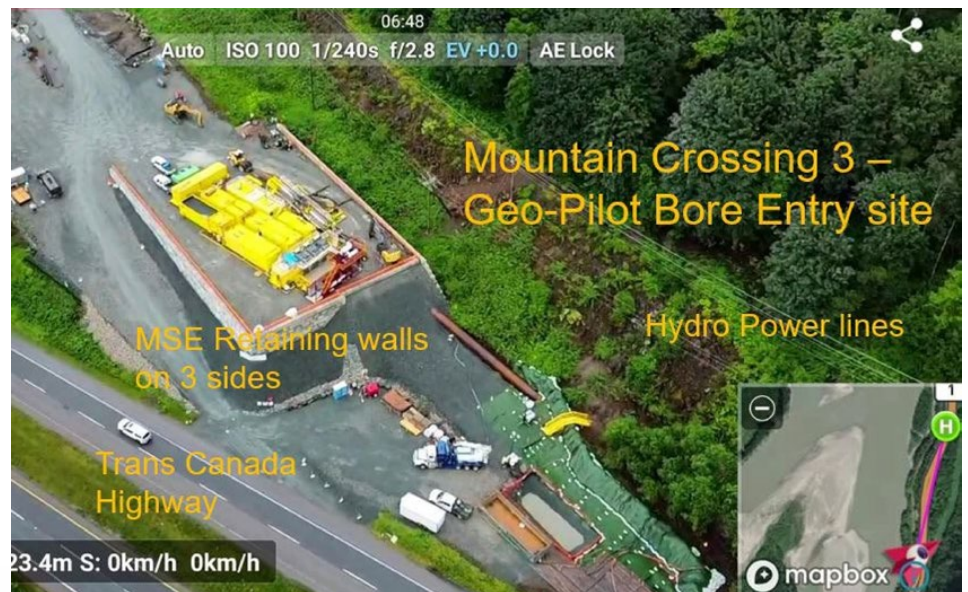 06:48
Auto ISO 100 1/240s f/2.8 EV +0.0 AE Lock
Mountain Crossing 3 –
Geo-Pilot Bore Entry site
Hydro Power lines
MSE Retaining walls
on 3 sides
Trans Canada
Highway
23.4m S: 0km/h 0km/h
1
H
mapbox